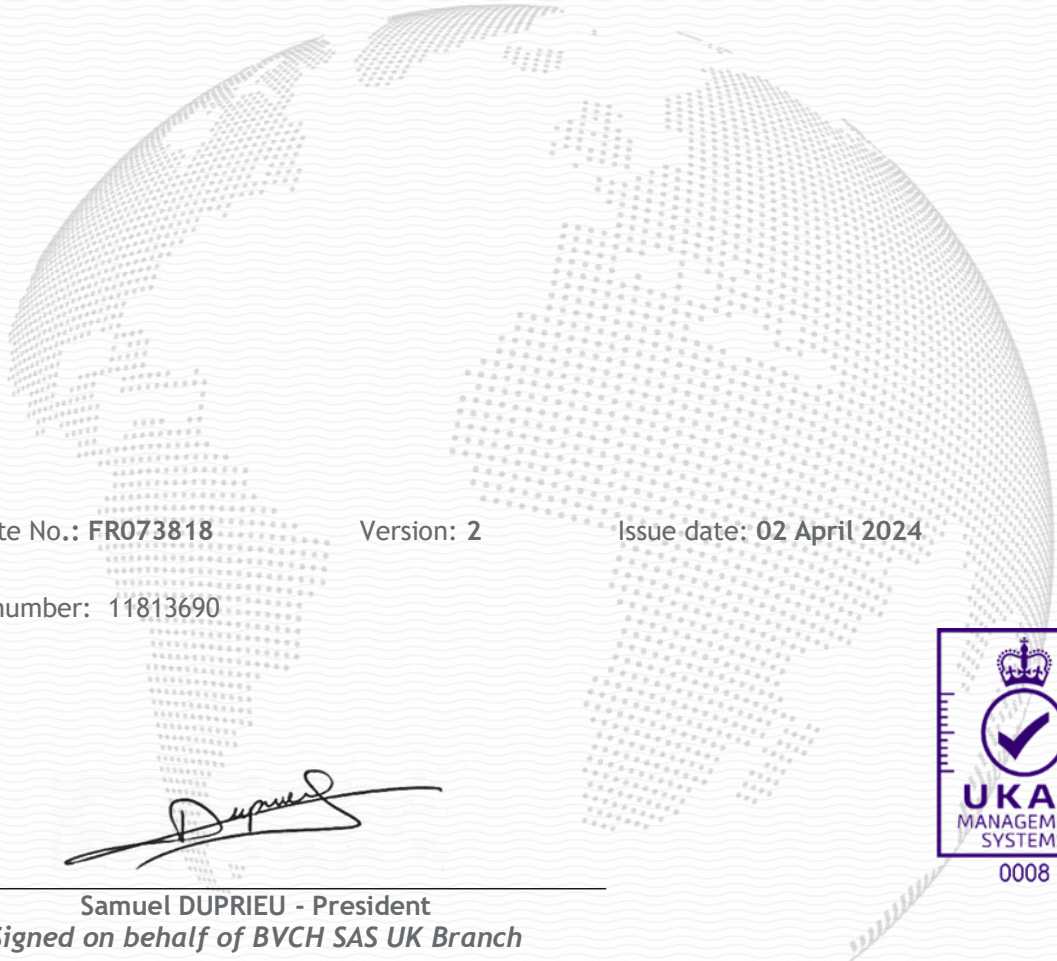 te No.: FR073818 Version: 2 Issue date: 02 April 2024
number: 11813690
UKA
MANAGEM
SYSTEM
0008
Samuel DUPRIEU - President
Signed on behalf of BVCH SAS UK Branch